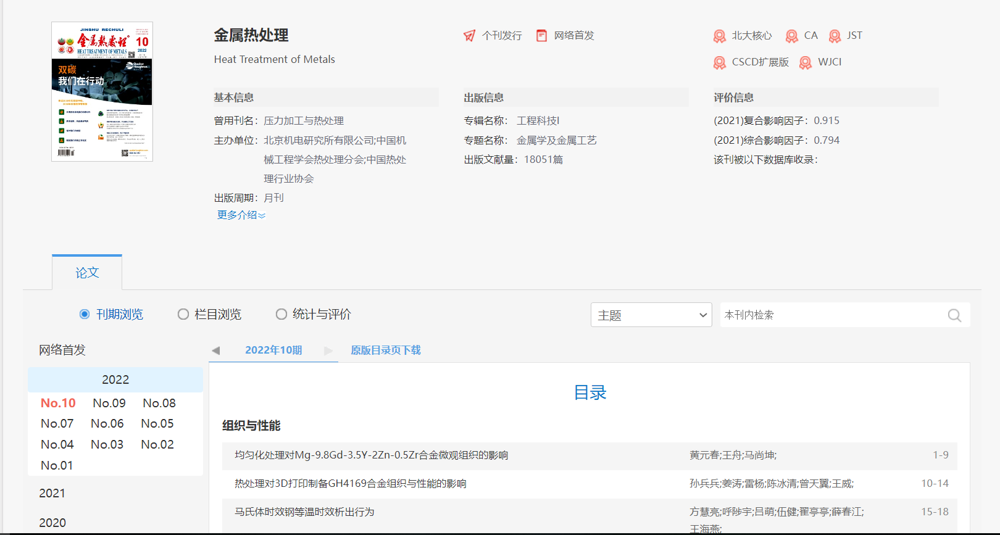 JINSHU RECHULI
金属热处理
10
2022
HEAT TREATMENT OF METALS
Quaker
Houghton
双碳
我们在行动
金属热处理
Heat Treatment of Metals
个刊发行
网络首发
北大核心
CA
JST
CSCD扩展版
WJCI
基本信息
曾用刊名：压力加工与热处理
主办单位：北京机电研究所有限公司;中国机
械工程学会热处理分会;中国热处
理行业协会
出版周期：月刊
更多介绍
出版信息
专辑名称：工程科技I
专题名称：金属学及金属工艺
出版文献量：18051篇
评价信息
(2021)复合影响因子：0.915
(2021)综合影响因子：0.794
该刊被以下数据库收录：
论文
刊期浏览
栏目浏览
统计与评价
主题
本刊内检索
网络首发
2022
No.10 No.09 No.08
No.07 No.06 No.05
No.04 No.03 No.02
No.01
2021
2020
2022年10期
原版目录页下载
目录
组织与性能
均匀化处理对Mg-9.8Gd-3.5Y-2Zn-0.5Zr合金微观组织的影响 黄元春;王舟;马尚坤; 1-9
热处理对3D打印制备GH4169合金组织与性能的影响 孙兵兵;姜涛;雷杨;陈冰清;曾天翼;王威; 10-14
马氏体时效钢等温时效析出行为 方慧亮;呼陟宇;吕萌;伍健;翟亭亭;薛春江; 15-18
王海燕;